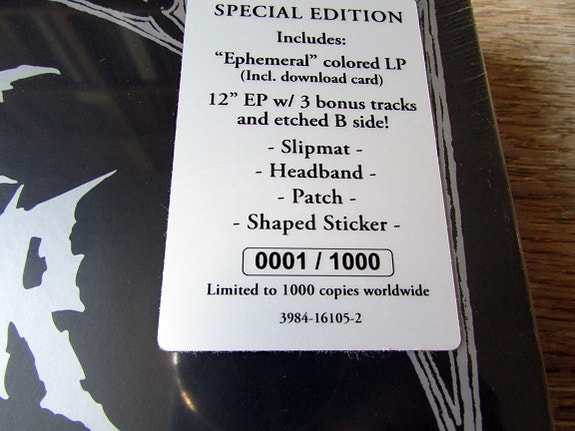 SPECIAL EDITION
Includes:
“Ephemeral” colored LP
(Incl. download card)
12” EP w/ 3 bonus tracks
and etched B side!
- Slipmat -
- Headband -
- Patch -
- Shaped Sticker -
0001 / 1000
Limited to 1000 copies worldwide
3984-16105-2